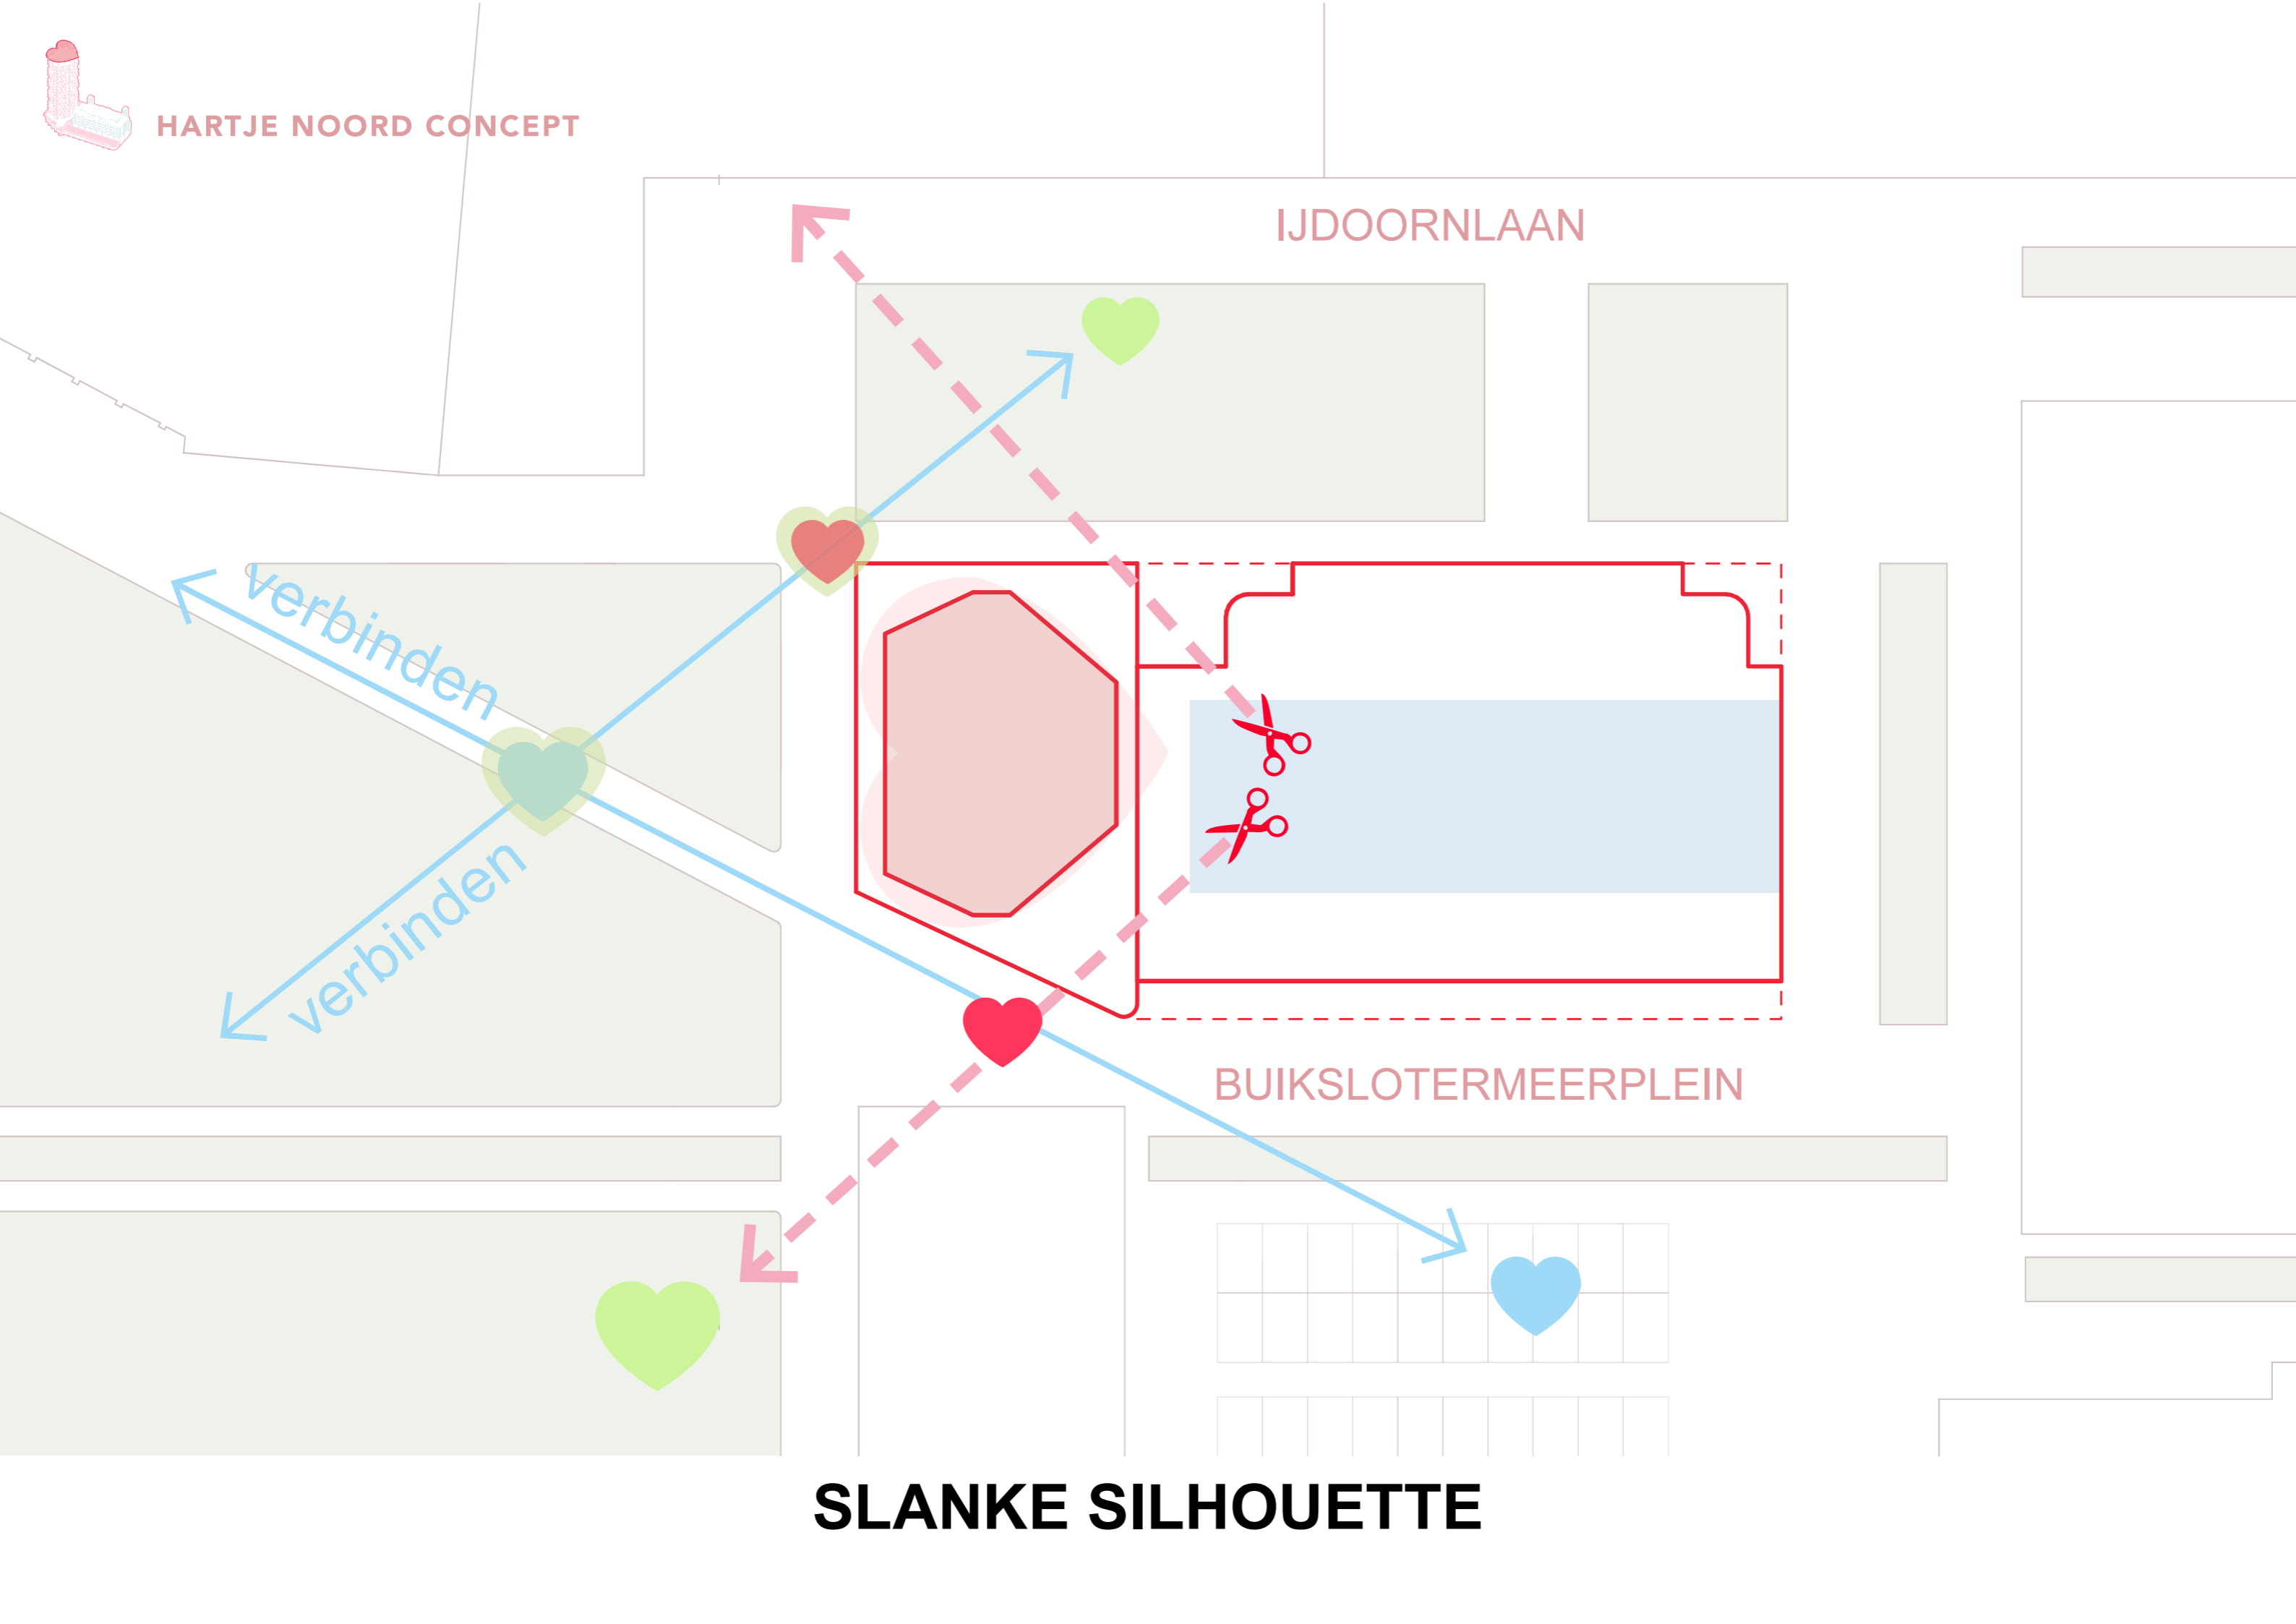 HARTJE NOORD CONCEPT
IJDOORNLAAN
verbinden
verbinden
BUIKSLOTERMEERPLEIN
SLANKE SILHOUETTE